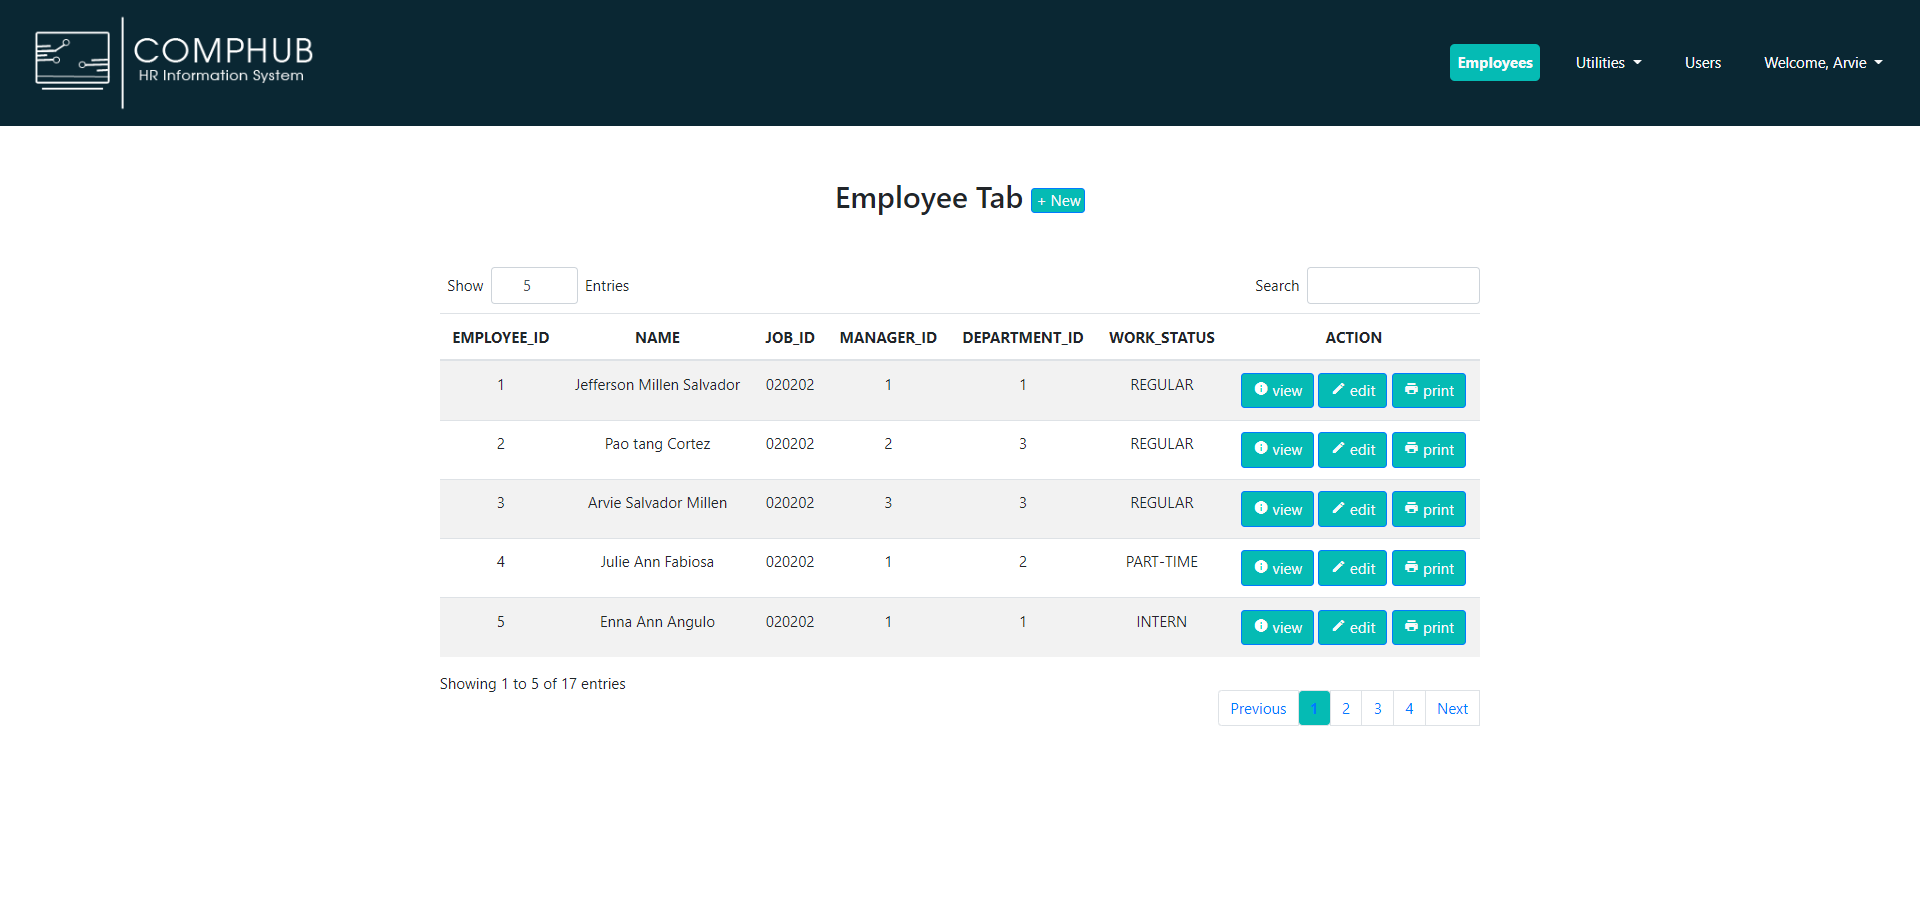 COMPHUB
HR Information System
Employees Utilities Users Welcome, Arvie
Employee Tab + New
Show 5 Entries Search
EMPLOYEE_ID NAME JOB_ID MANAGER_ID DEPARTMENT_ID WORK_STATUS ACTION
1 Jefferson Millen Salvador 020202 1 1 REGULAR view edit print
2 Pao tang Cortez 020202 2 3 REGULAR view edit print
3 Arvie Salvador Millen 020202 3 3 REGULAR view edit print
4 Julie Ann Fabiosa 020202 1 2 PART-TIME view edit print
5 Enna Ann Angulo 020202 1 1 INTERN view edit print
Showing 1 to 5 of 17 entries
Previous 1 2 3 4 Next